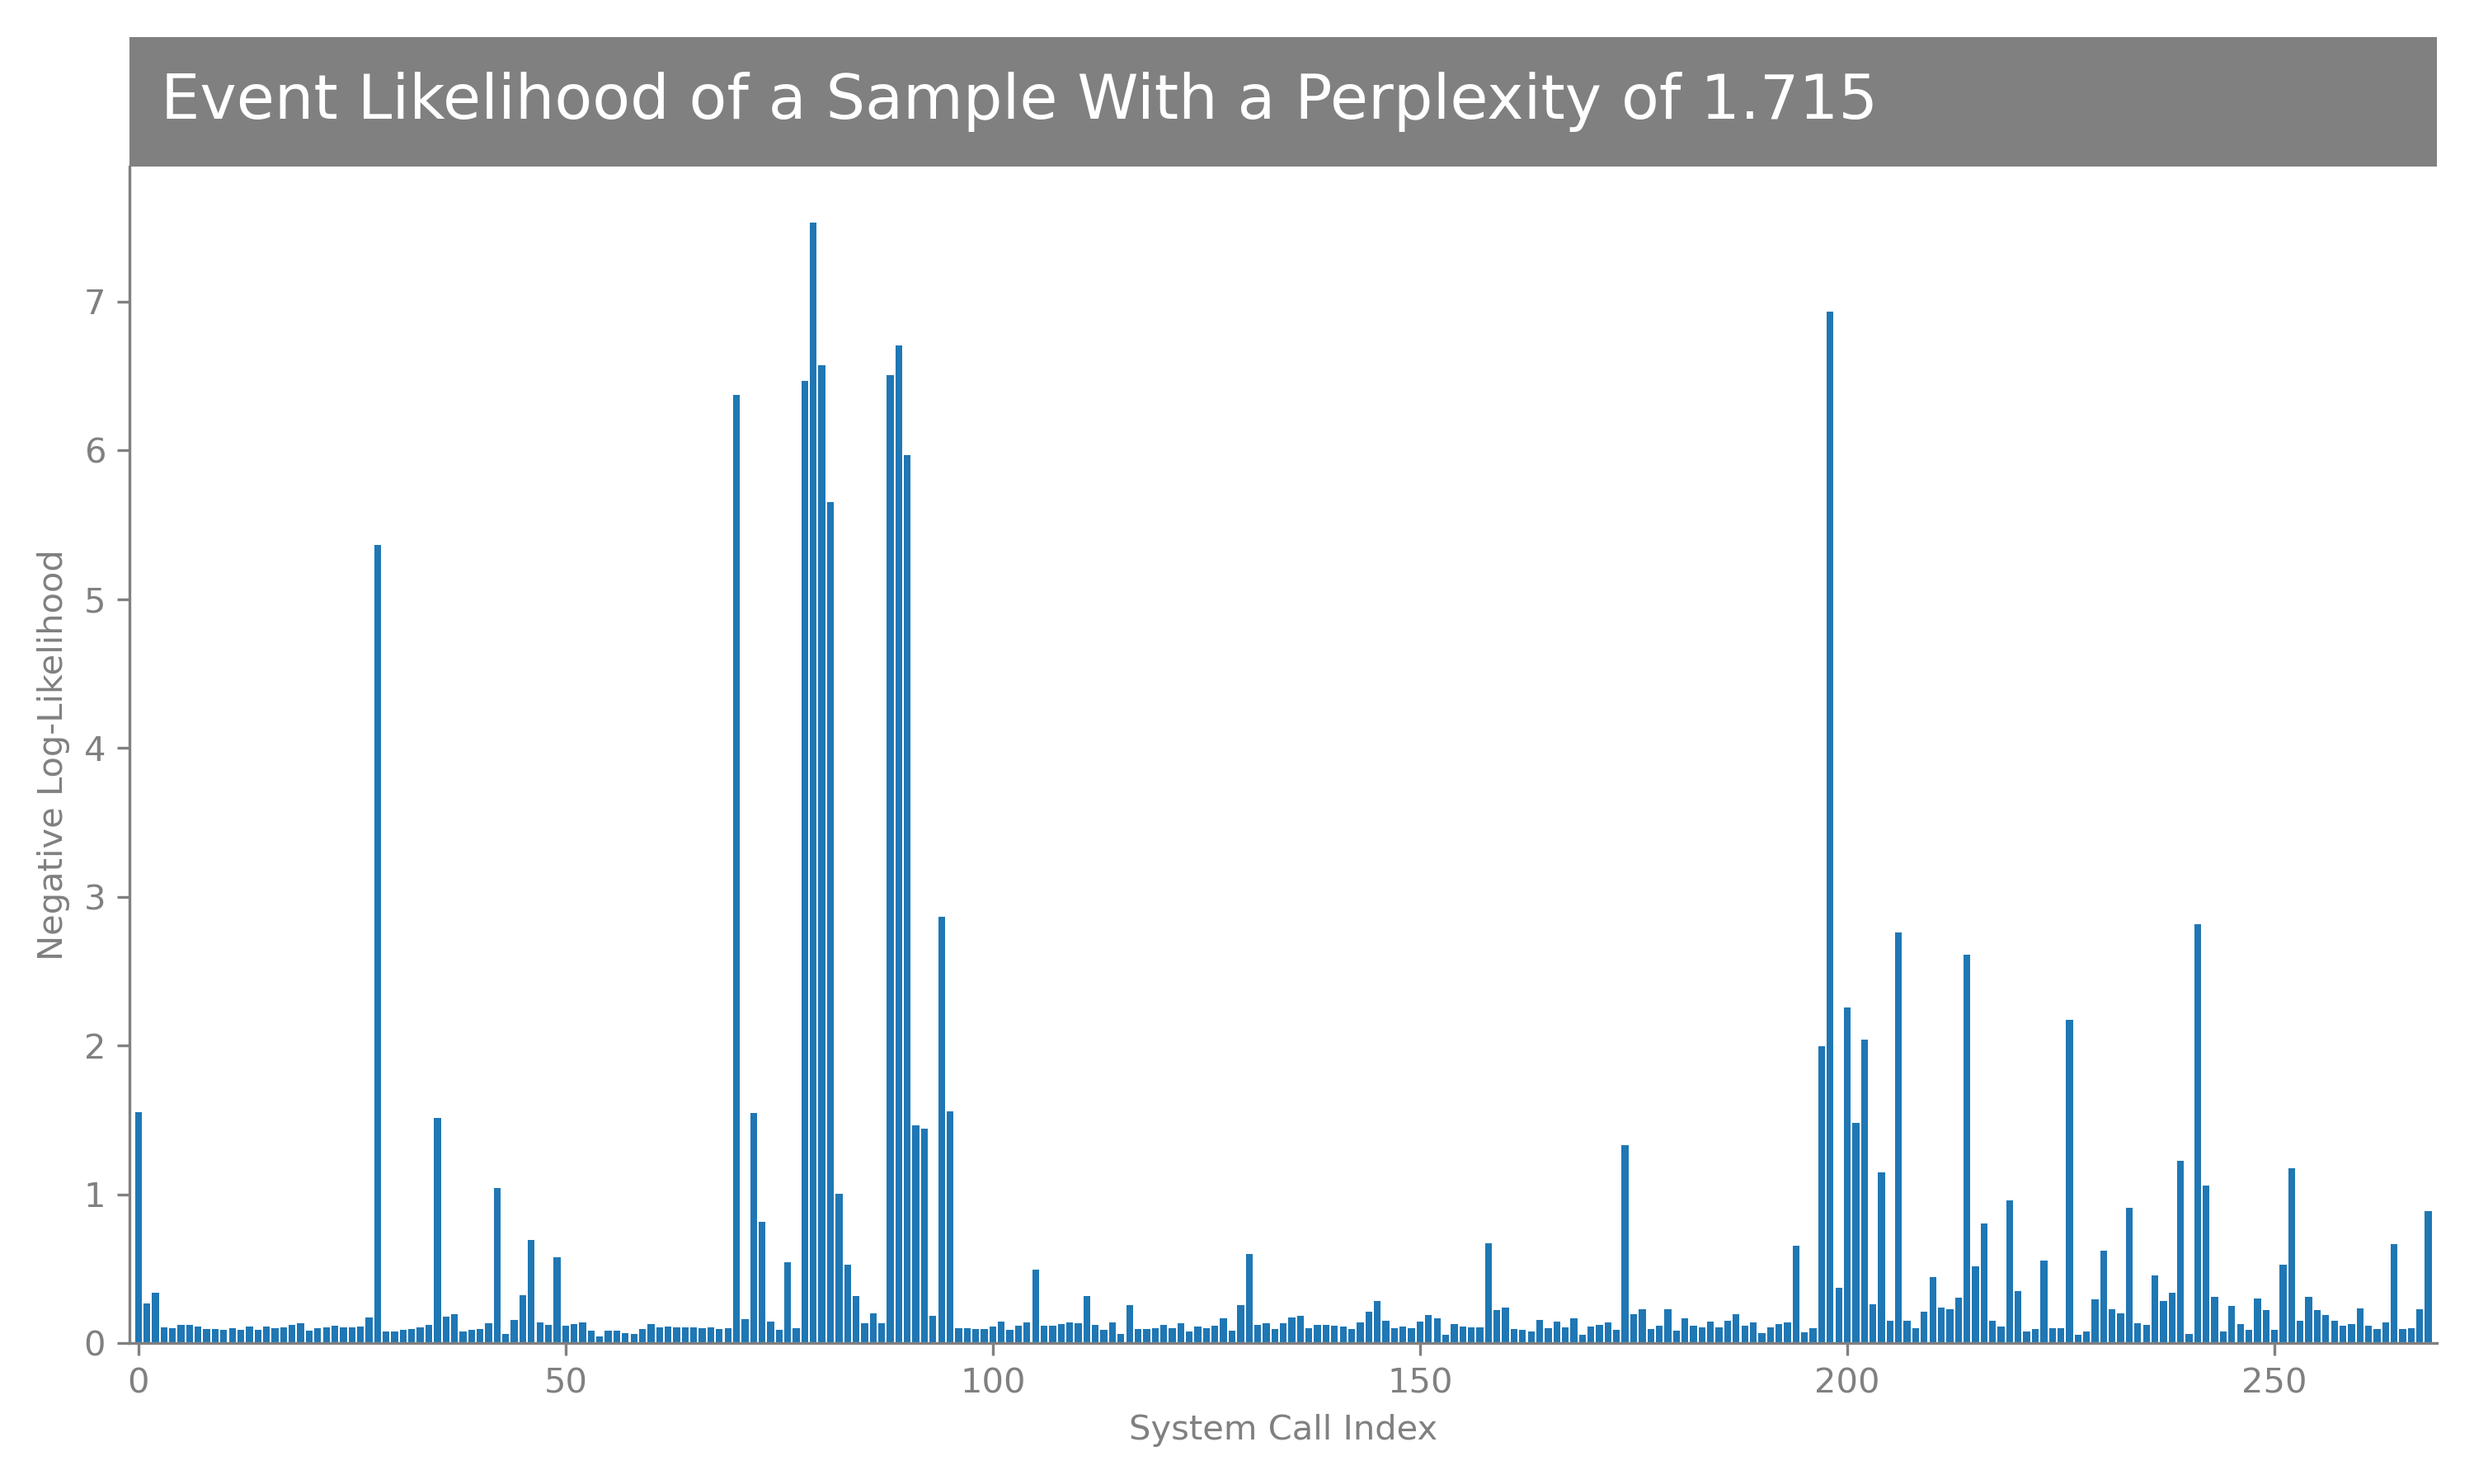 Event Likelihood of a Sample With a Perplexity of 1.715
Negative Log-Likelihood
7
6
5
4
3
2
1
0
0 50 100 150 200 250
System Call Index